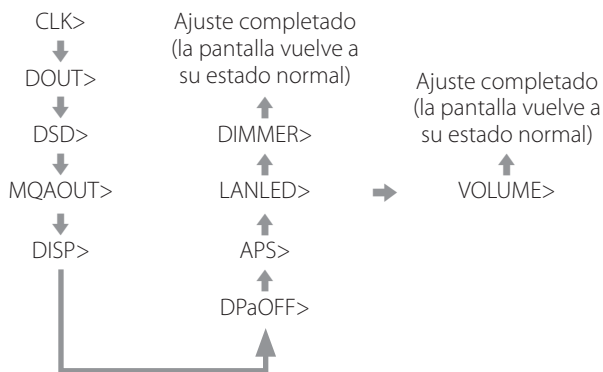 CLK>
DOUT>
DSD>
MQAOUT>
DISP>
Ajuste completado
(la pantalla vuelve a
su estado normal)
DIMMER>
LANLED>
APS>
DPaOFF>
Ajuste completado
(la pantalla vuelve a
su estado normal)
VOLUME>